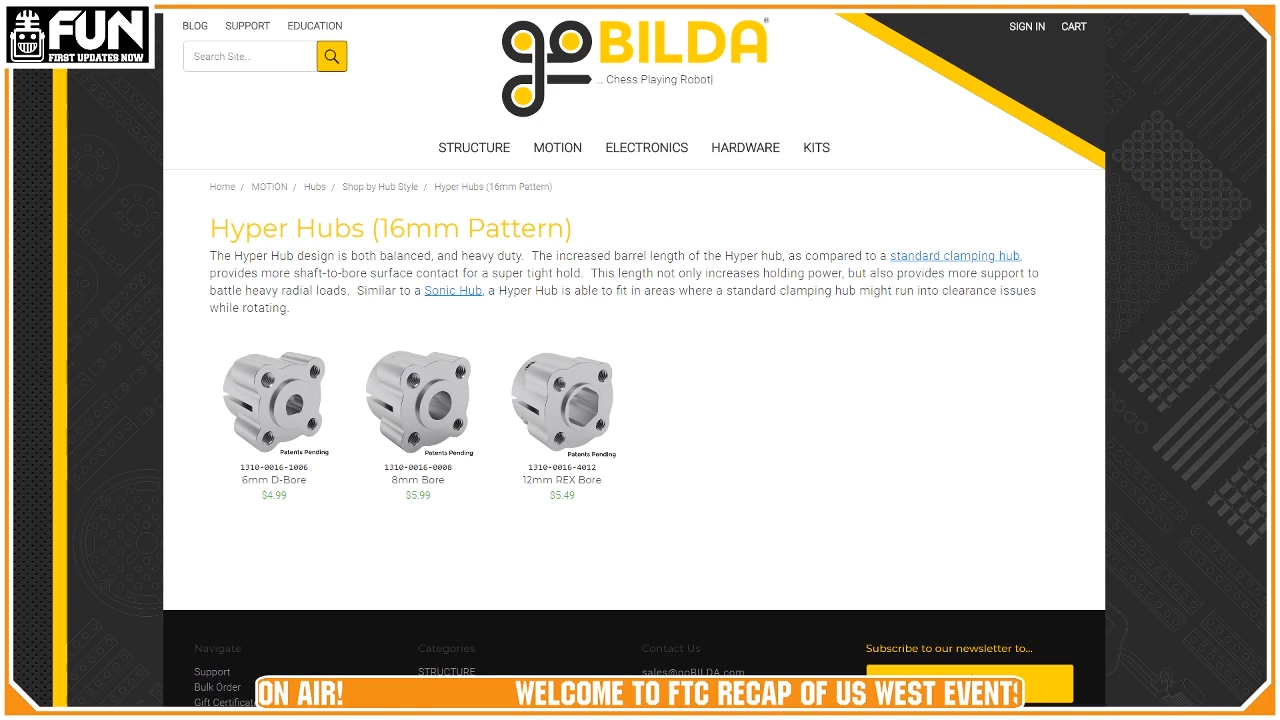 FUN
FIRST UPDATES NOW
BLOG SUPPORT EDUCATION
Search Site...
goBILDA®
... Chess Playing Robot|
SIGN IN CART
STRUCTURE MOTION ELECTRONICS HARDWARE KITS
Home / MOTION / Hubs / Shop by Hub Style / Hyper Hubs (16mm Pattern)
Hyper Hubs (16mm Pattern)
The Hyper Hub design is both balanced, and heavy duty. The increased barrel length of the Hyper hub, as compared to a standard clamping hub,
provides more shaft-to-bore surface contact for a super tight hold. This length not only increases holding power, but also provides more support to
battle heavy radial loads. Similar to a Sonic Hub, a Hyper Hub is able to fit in areas where a standard clamping hub might run into clearance issues
while rotating.
Patents Pending Patents Pending Patents Pending
1310-0016-1006 1310-0016-0008 1310-0016-4012
6mm D-Bore 8mm Bore 12mm REX Bore
$4.99 $5.99 $5.49
Navigate Categories Contact Us Subscribe to our newsletter to...
Support STRUCTURE sales@goBILDA.com
Bulk Order
Gift Certificat
ON AIR! WELCOME TO FTC RECAP OF US WEST EVENTS